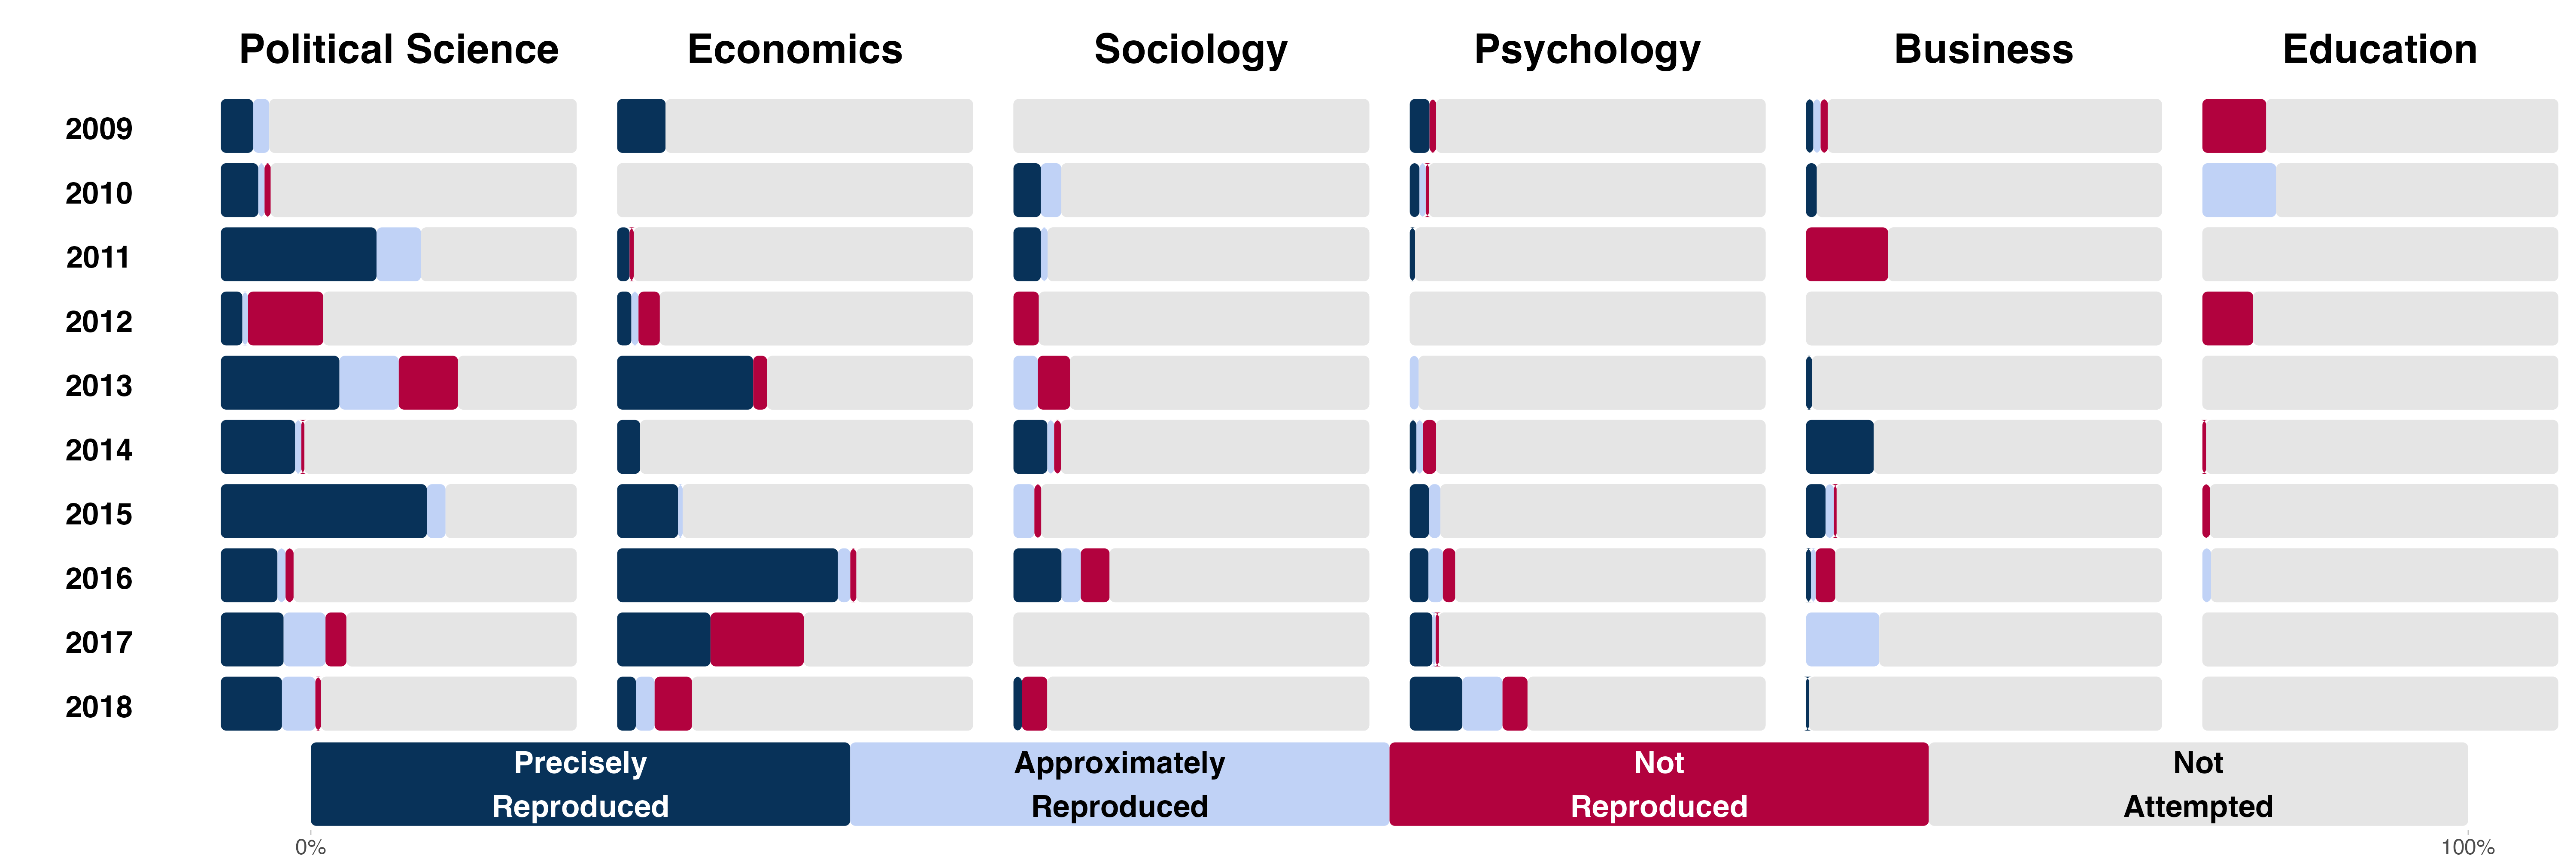 Political Science Economics Sociology Psychology Business Education
2009
2010
2011
2012
2013
2014
2015
2016
2017
2018
Precisely
Reproduced
Approximately
Reproduced
Not
Reproduced
Not
Attempted
0% 100%